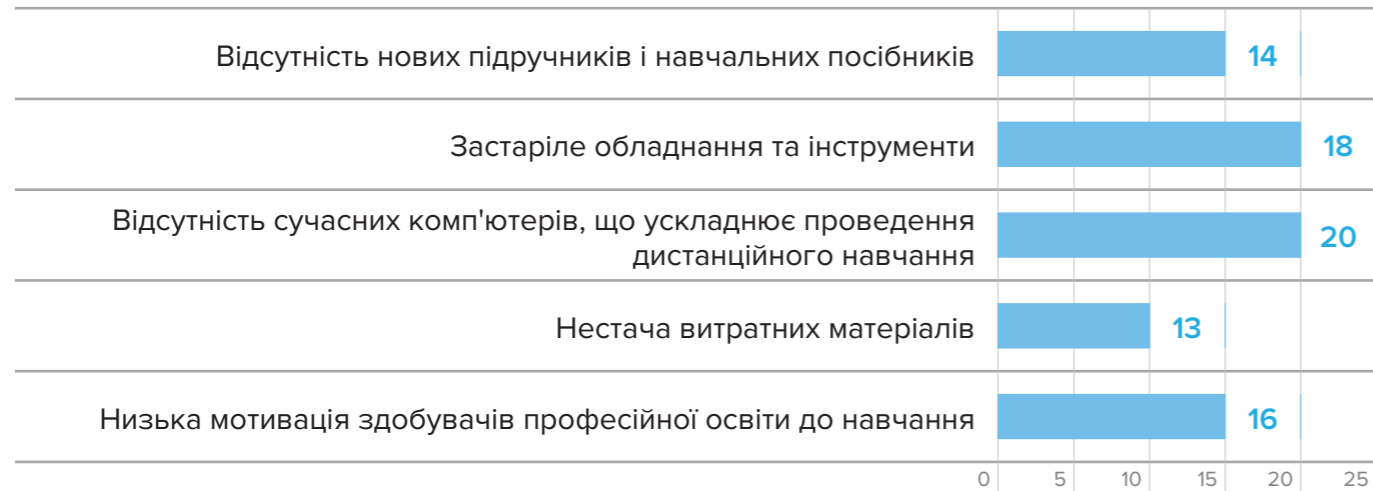 Відсутність нових підручників і навчальних посібників 14
Застаріле обладнання та інструменти 18
Відсутність сучасних комп'ютерів, що ускладнює проведення
дистанційного навчання 20
Нестача витратних матеріалів 13
Низька мотивація здобувачів професійної освіти до навчання 16
0 5 10 15 20 25